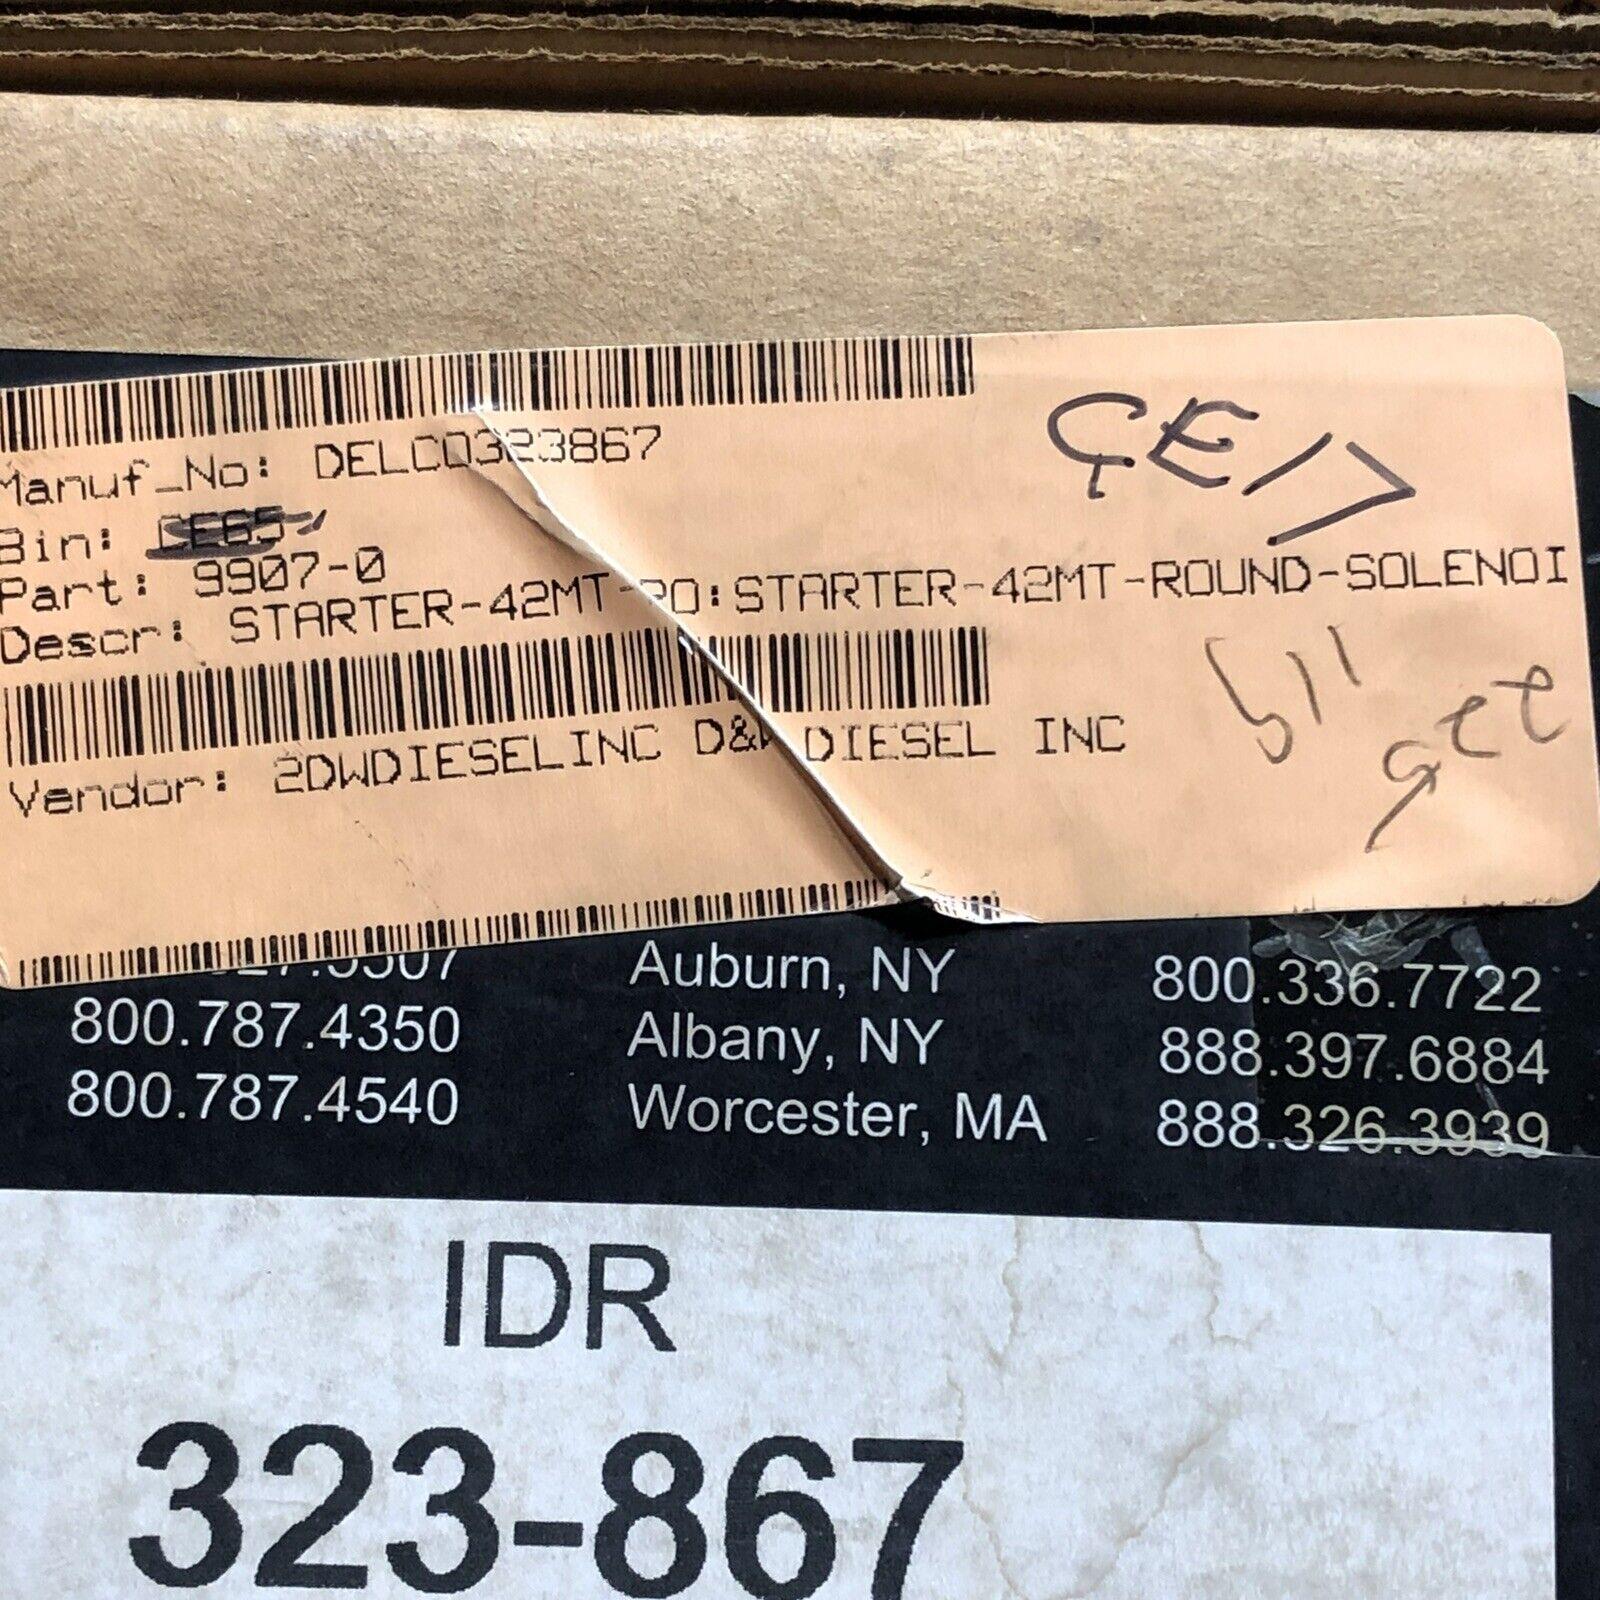 Manuf_No: DELCO323867
CE17
Bin: CE65
Part: 9907-0
Descr: STARTER-42MT- :STARTER-42MT-ROUND-SOLENOI
Vendor: 2DWDIESELINC D&W DIESEL INC
Auburn, NY 800.336.7722
800.787.4350 Albany, NY 888.397.6884
800.787.4540 Worcester, MA 888.326.3939
IDR
323-867